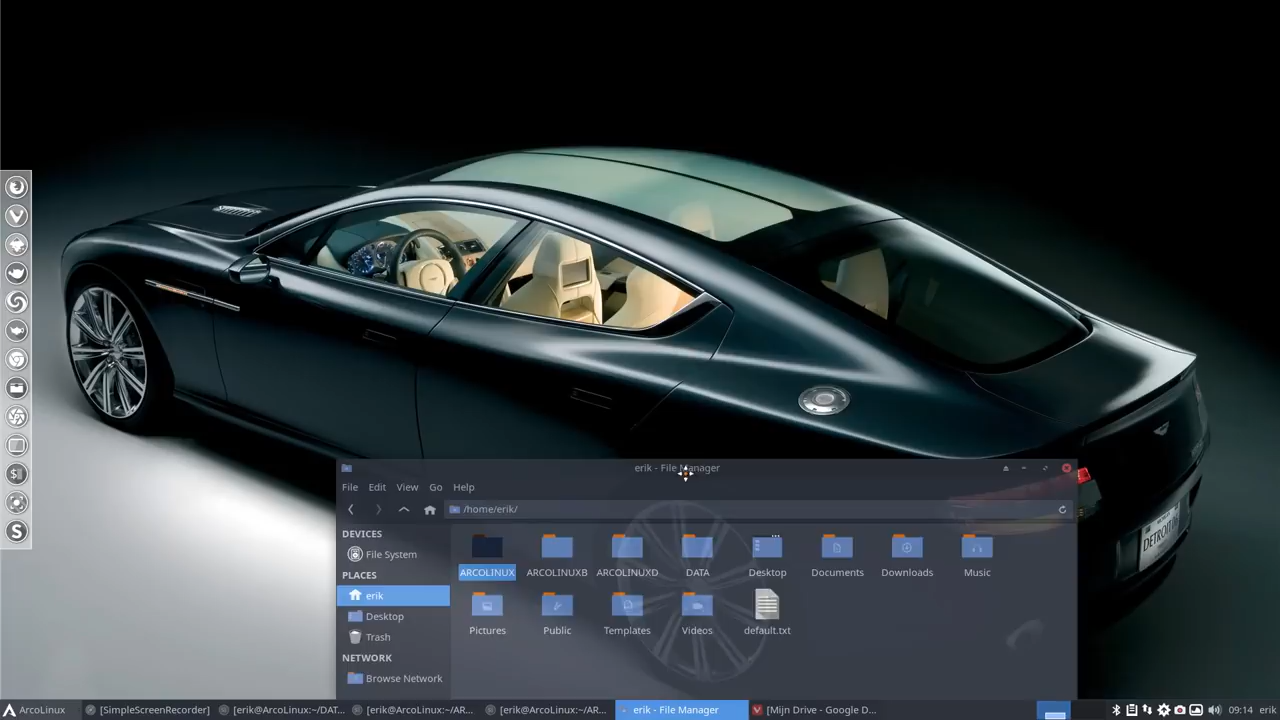 erik - File Manager
File Edit View Go Help
/home/erik/
DEVICES
File System
PLACES
erik
Desktop
Trash
NETWORK
Browse Network
ARCOLINUX ARCOLINUXB ARCOLINUXD DATA Desktop Documents Downloads Music
Pictures Public Templates Videos default.txt
DETROIT
ArcoLinux [SimpleScreenRecorder] [erik@ArcoLinux:~/DAT... [erik@ArcoLinux:~/AR... [erik@ArcoLinux:~/AR... erik - File Manager [Mijn Drive - Google D... 09:14 erik